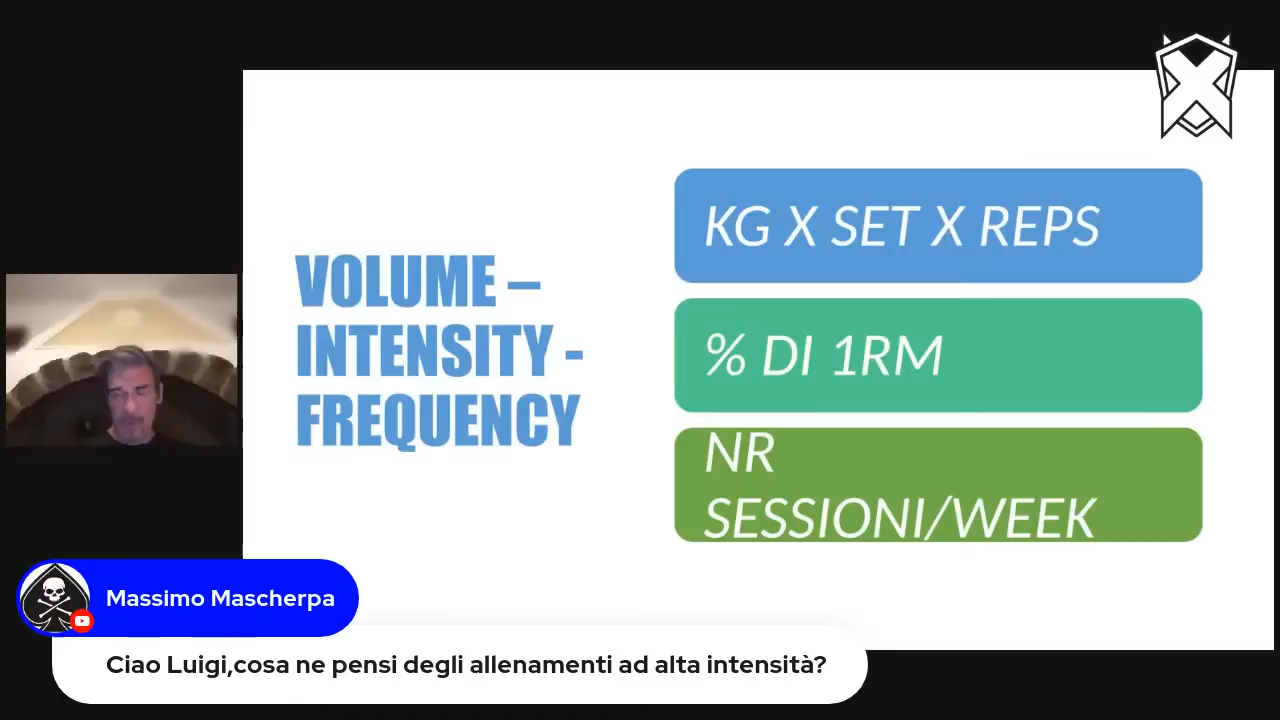 VOLUME –
INTENSITY -
FREQUENCY
KG X SET X REPS
% DI 1RM
NR
SESSIONI/WEEK
Massimo Mascherpa
Ciao Luigi,cosa ne pensi degli allenamenti ad alta intensità?